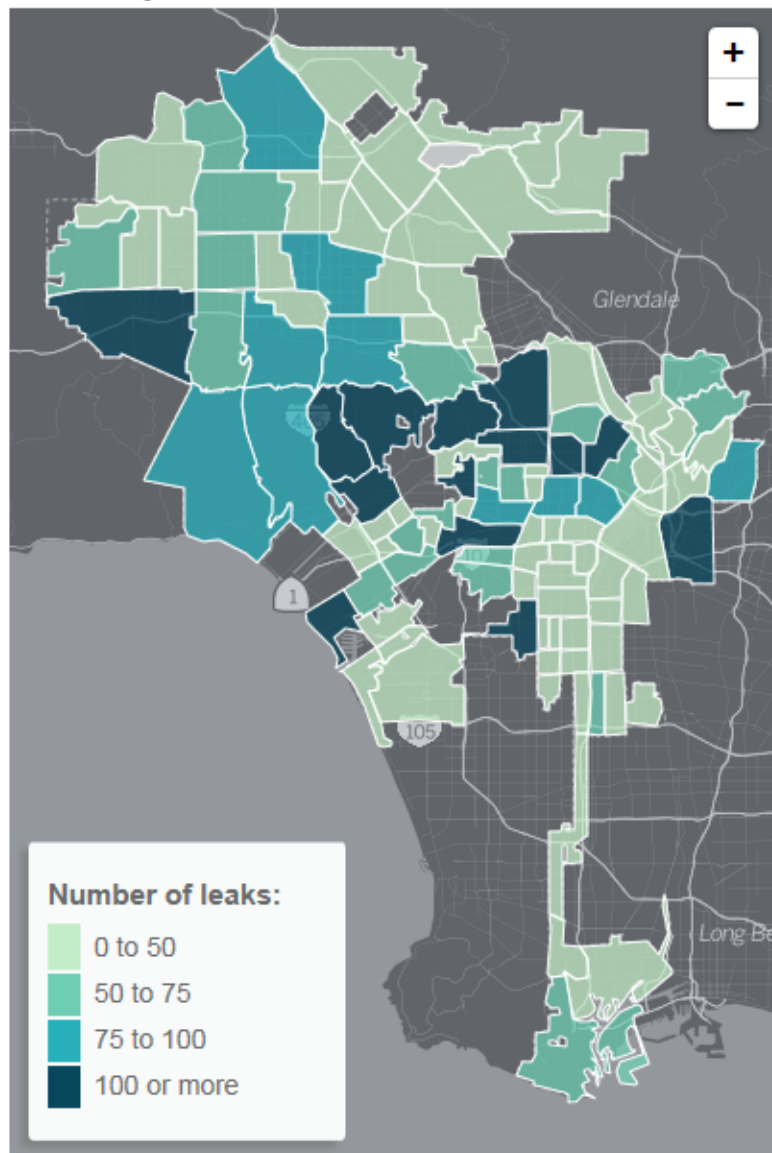 +
−
Glendale
405
10
1
105
Number of leaks:
0 to 50
50 to 75
75 to 100
100 or more
Long Be